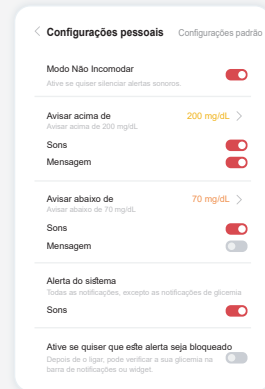 Configurações pessoais Configurações padrão
Modo Não Incomodar
Ative se quiser silenciar alertas sonoros.
Avisar acima de 200 mg/dL
Avisar acima de 200 mg/dL
Sons
Mensagem
Avisar abaixo de 70 mg/dL
Avisar abaixo de 70 mg/dL
Sons
Mensagem
Alerta do sistema
Todas as notificações, excepto as notificações de glicemia
Sons
Ative se quiser que este alerta seja bloqueado
Depois de o ligar, pode verificar a sua glicemia na
barra de notificações ou widget.